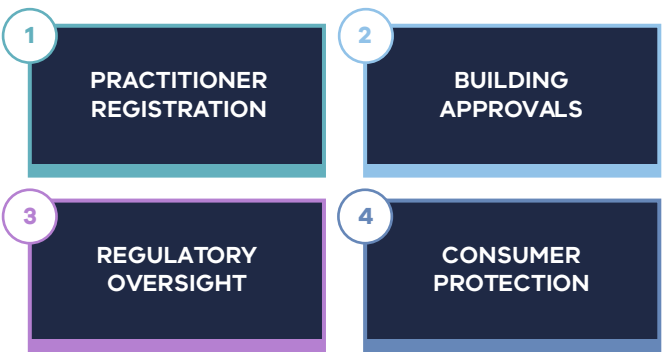 1
PRACTITIONER
REGISTRATION
2
BUILDING
APPROVALS
3
REGULATORY
OVERSIGHT
4
CONSUMER
PROTECTION